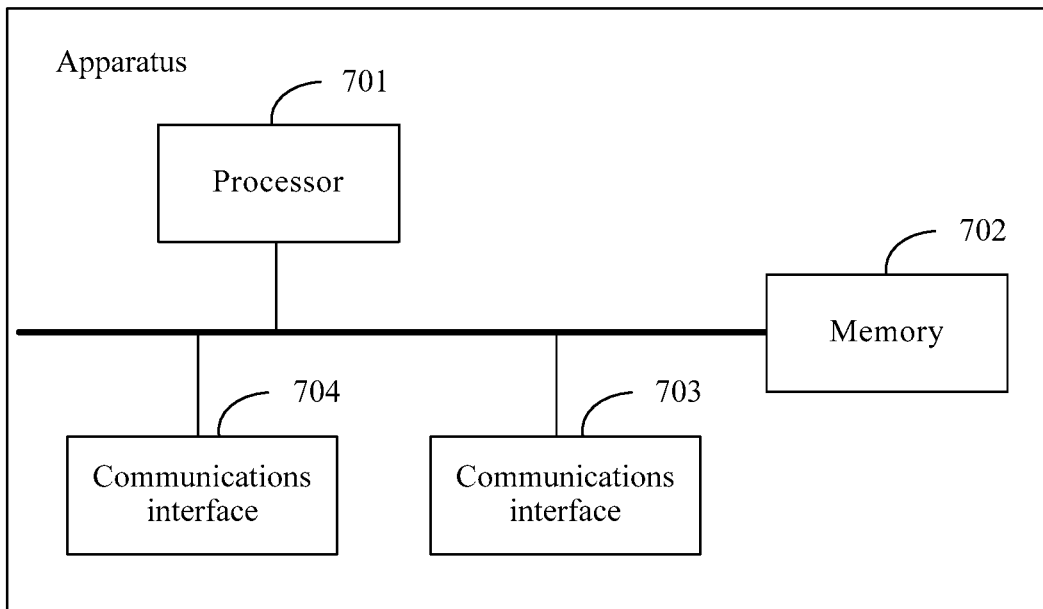 Apparatus
701
Processor
702
Memory
704
703
Communications
interface
Communications
interface